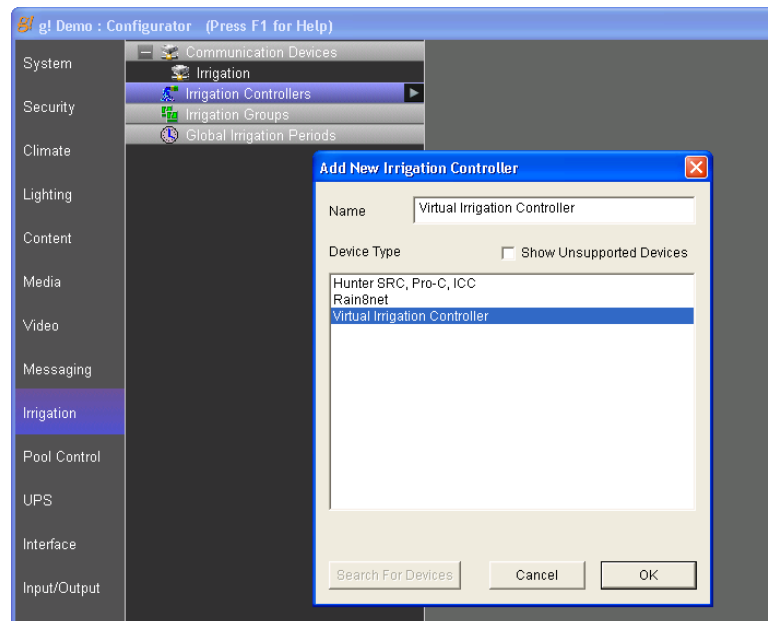 g! Demo : Configurator (Press F1 for Help)
System
Security
Climate
Lighting
Content
Media
Video
Messaging
Irrigation
Pool Control
UPS
Interface
Input/Output
Communication Devices
Irrigation
Irrigation Controllers
Irrigation Groups
Global Irrigation Periods
Add New Irrigation Controller
Name Virtual Irrigation Controller
Device Type Show Unsupported Devices
Hunter SRC, Pro-C, ICC
Rain8net
Virtual Irrigation Controller
Search For Devices Cancel OK